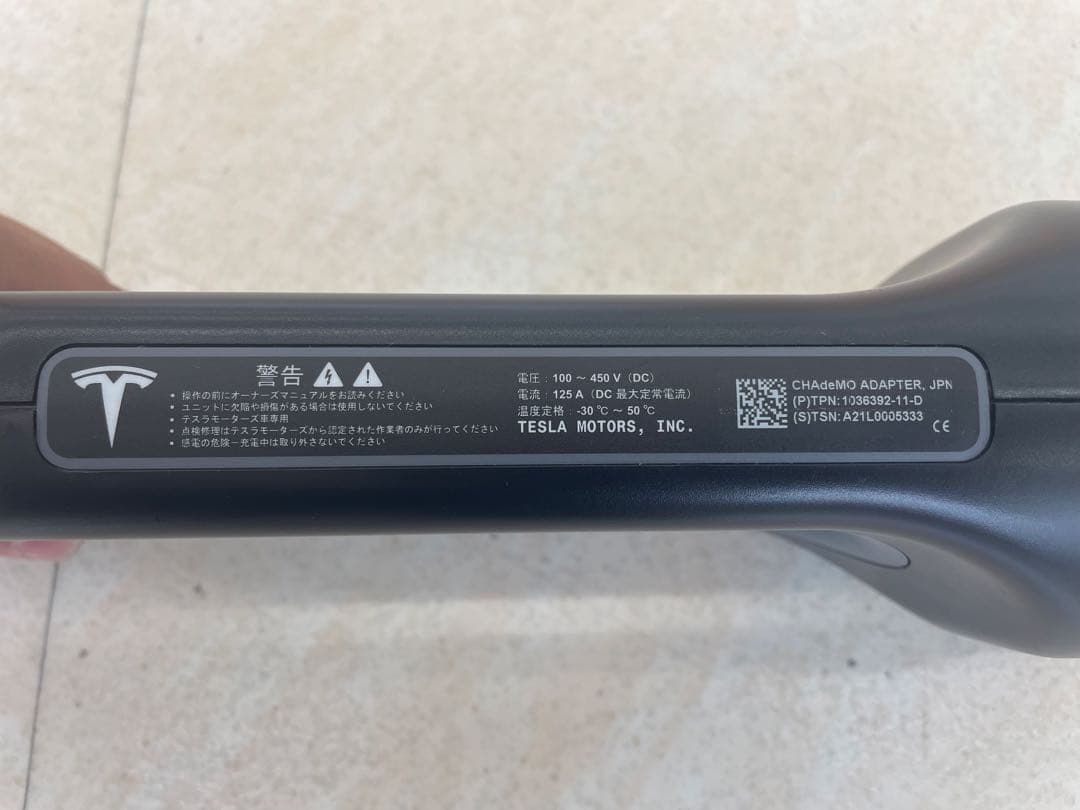 警告
• 操作の前にオーナーズマニュアルをお読みください
• ユニットに欠陥や損傷がある場合は使用しないでください
• テスラモーターズ車専用
• 点検修理はテスラモーターズから認定された作業者のみが行ってください
• 感電の危険－充電中は取り外さないでください
電圧：100 ～ 450 V（DC）
電流：125 A（DC 最大定常電流）
温度定格：-30 ℃ ～ 50 ℃
TESLA MOTORS, INC.
CHAdeMO ADAPTER, JPN
(P)TPN: 1036392-11-D
(S)TSN: A21L0005333
CE